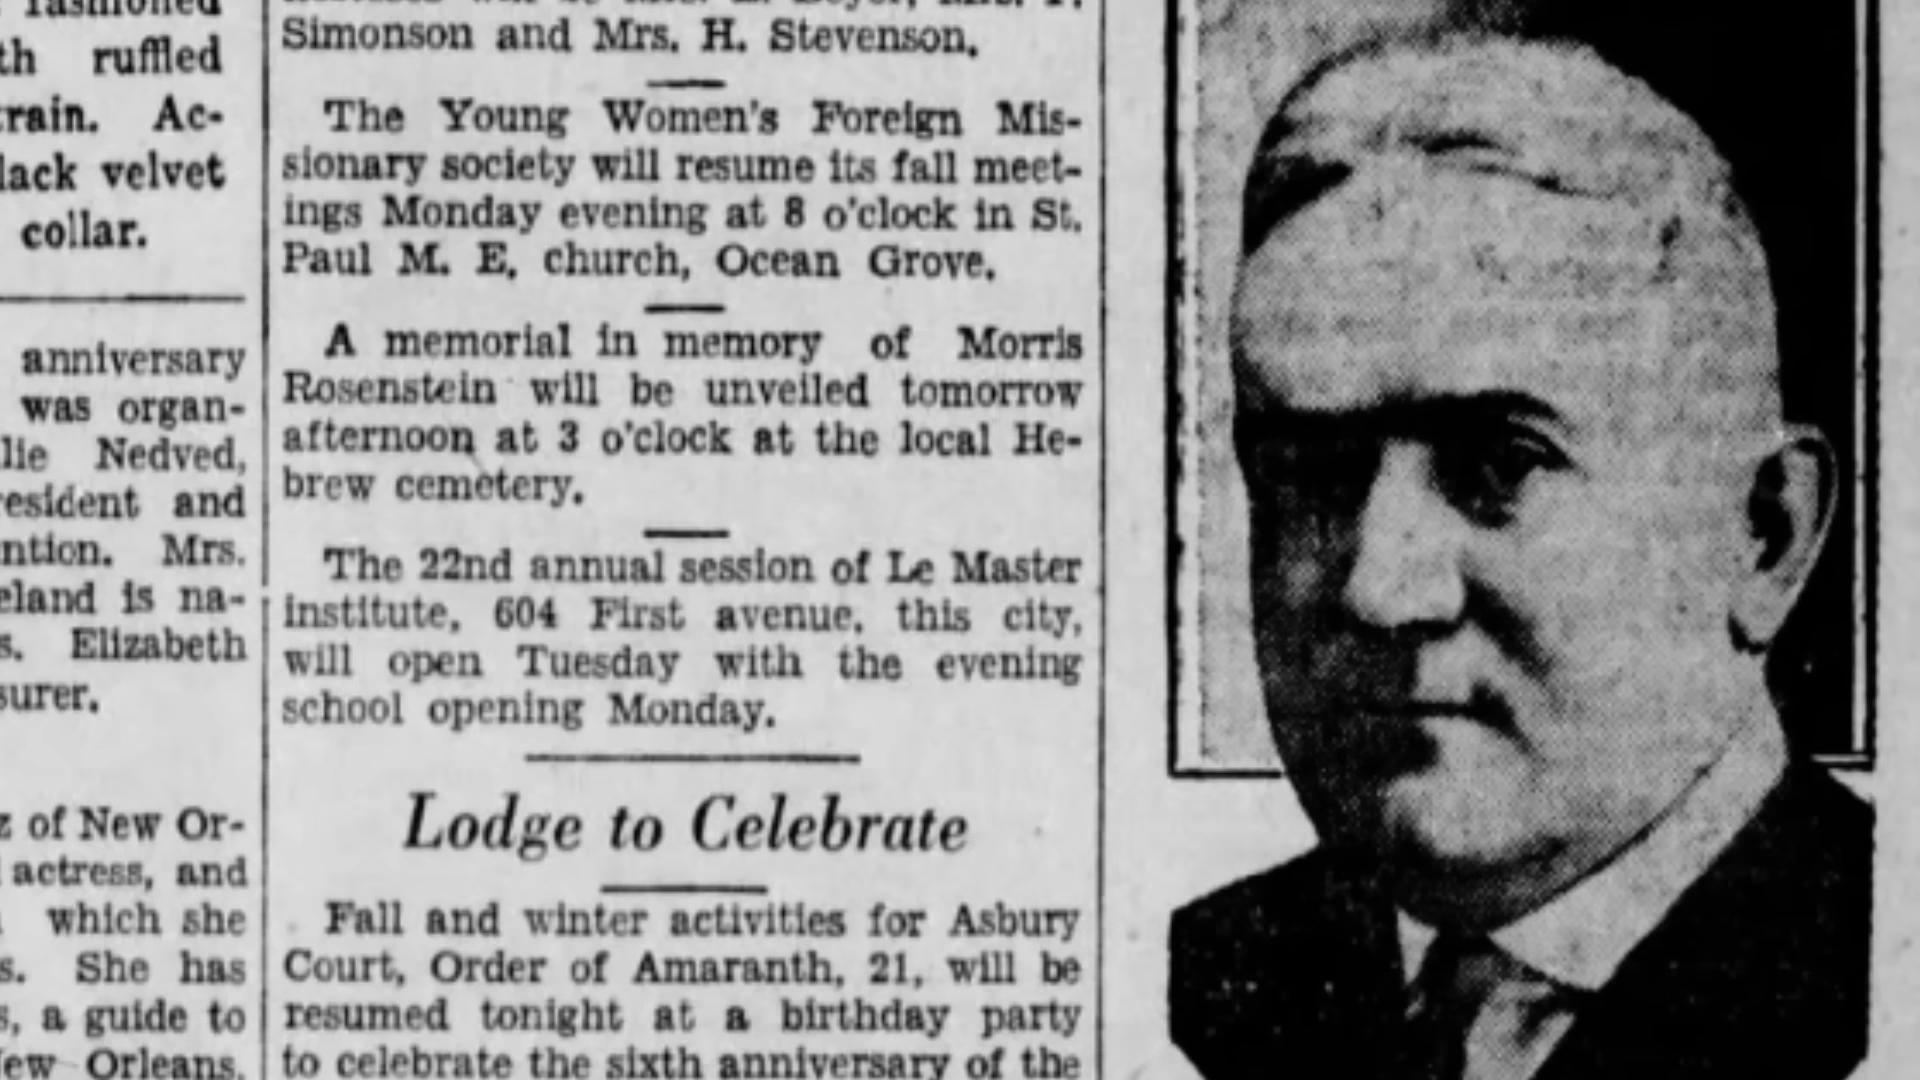 fashioned
th ruffled
rain. Ac-
lack velvet
collar.
anniversary
was organ-
lie Nedved,
resident and
ntion. Mrs.
eland is na-
s. Elizabeth
surer.
z of New Or-
actress, and
which she
s. She has
s, a guide to
New Orleans.
Simonson and Mrs. H. Stevenson.
The Young Women's Foreign Mis-
sionary society will resume its fall meet-
ings Monday evening at 8 o'clock in St.
Paul M. E. church, Ocean Grove.
A memorial in memory of Morris
Rosenstein will be unveiled tomorrow
afternoon at 3 o'clock at the local He-
brew cemetery.
The 22nd annual session of Le Master
institute, 604 First avenue, this city,
will open Tuesday with the evening
school opening Monday.
Lodge to Celebrate
Fall and winter activities for Asbury
Court, Order of Amaranth, 21, will be
resumed tonight at a birthday party
to celebrate the sixth anniversary of the